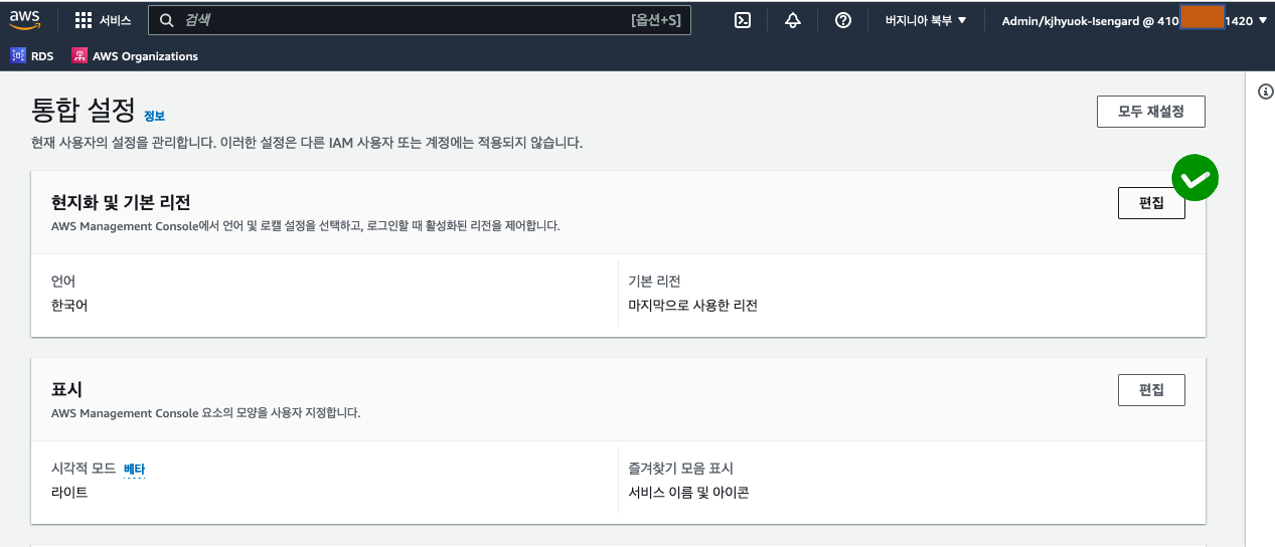 aws 서비스 검색 [옵션+S] 버지니아 북부 ▼ Admin/kjhyuok-Isengard @ 410 1420 ▼
RDS AWS Organizations
통합 설정 정보
모두 재설정
현재 사용자의 설정을 관리합니다. 이러한 설정은 다른 IAM 사용자 또는 계정에는 적용되지 않습니다.
현지화 및 기본 리전
편집
AWS Management Console에서 언어 및 로캘 설정을 선택하고, 로그인할 때 활성화된 리전을 제어합니다.
언어
한국어
기본 리전
마지막으로 사용한 리전
표시
편집
AWS Management Console 요소의 모양을 사용자 지정합니다.
시각적 모드 베타
라이트
즐겨찾기 모음 표시
서비스 이름 및 아이콘